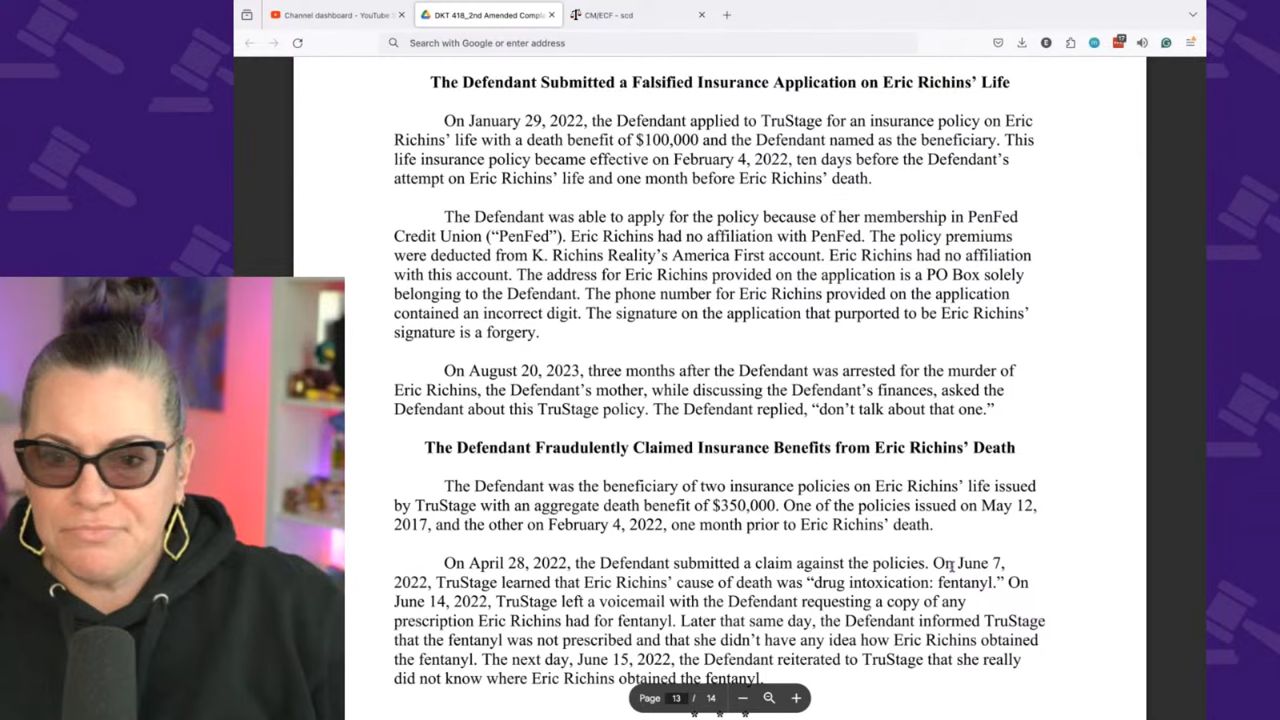 Channel dashboard - YouTube S
DKT 418_2nd Amended Compla
CM/ECF - scd
Search with Google or enter address
17
The Defendant Submitted a Falsified Insurance Application on Eric Richins’ Life
On January 29, 2022, the Defendant applied to TruStage for an insurance policy on Eric
Richins’ life with a death benefit of $100,000 and the Defendant named as the beneficiary. This
life insurance policy became effective on February 4, 2022, ten days before the Defendant’s
attempt on Eric Richins’ life and one month before Eric Richins’ death.
The Defendant was able to apply for the policy because of her membership in PenFed
Credit Union (“PenFed”). Eric Richins had no affiliation with PenFed. The policy premiums
were deducted from K. Richins Reality’s America First account. Eric Richins had no affiliation
with this account. The address for Eric Richins provided on the application is a PO Box solely
belonging to the Defendant. The phone number for Eric Richins provided on the application
contained an incorrect digit. The signature on the application that purported to be Eric Richins’
signature is a forgery.
On August 20, 2023, three months after the Defendant was arrested for the murder of
Eric Richins, the Defendant’s mother, while discussing the Defendant’s finances, asked the
Defendant about this TruStage policy. The Defendant replied, “don’t talk about that one.”
The Defendant Fraudulently Claimed Insurance Benefits from Eric Richins’ Death
The Defendant was the beneficiary of two insurance policies on Eric Richins’ life issued
by TruStage with an aggregate death benefit of $350,000. One of the policies issued on May 12,
2017, and the other on February 4, 2022, one month prior to Eric Richins’ death.
On April 28, 2022, the Defendant submitted a claim against the policies. On June 7,
2022, TruStage learned that Eric Richins’ cause of death was “drug intoxication: fentanyl.” On
June 14, 2022, TruStage left a voicemail with the Defendant requesting a copy of any
prescription Eric Richins had for fentanyl. Later that same day, the Defendant informed TruStage
that the fentanyl was not prescribed and that she didn’t have any idea how Eric Richins obtained
the fentanyl. The next day, June 15, 2022, the Defendant reiterated to TruStage that she really
did not know where Eric Richins obtained the fentanyl.
Page 13 / 14
* * *